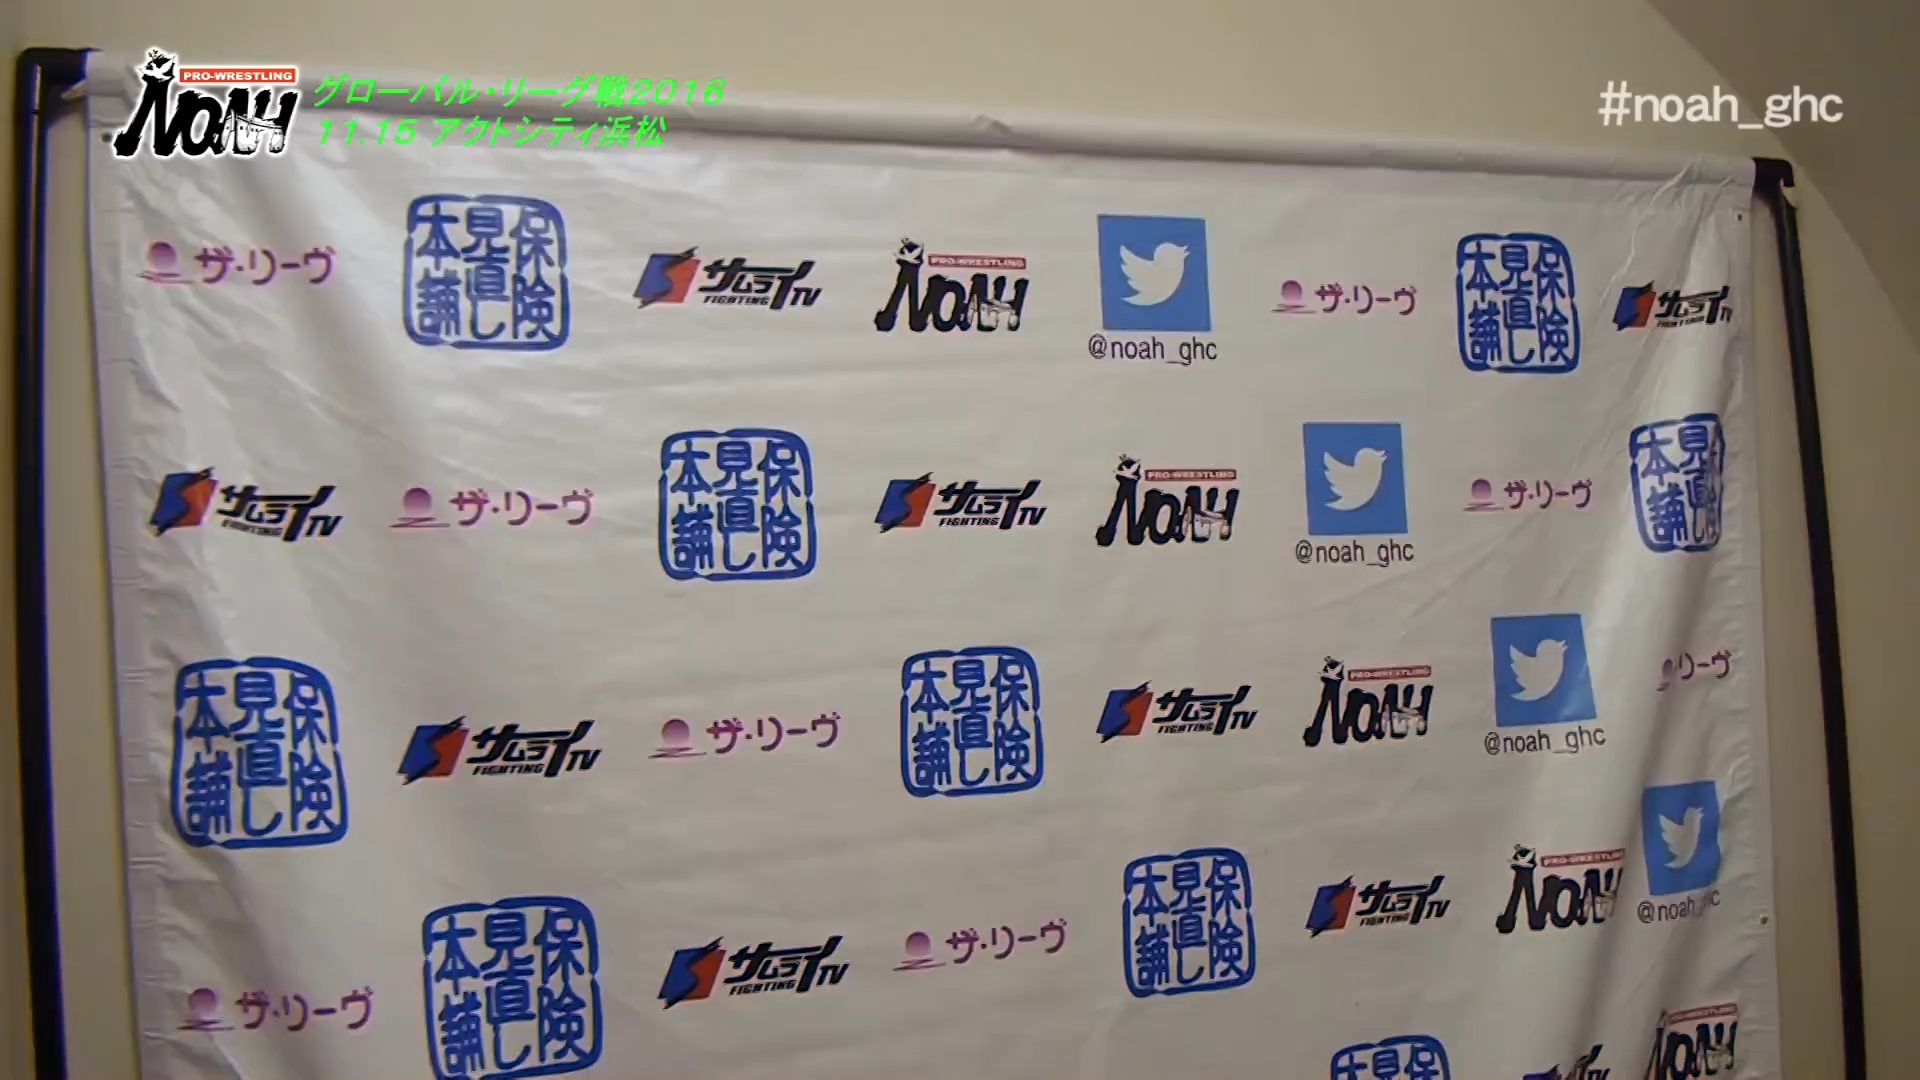 PRO-WRESTLING
NOAH
グローバル・リーグ戦2016
11.15 アクトシティ浜松
#noah_ghc
ザ・リーヴ
保険見直し本舗
サムライTV
FIGHTING
PRO-WRESTLING
NOAH
@noah_ghc
ザ・リーヴ
保険見直し本舗
サムライ
FIGHTING
サムライTV
FIGHTING
ザ・リーヴ
保険見直し本舗
サムライTV
FIGHTING
PRO-WRESTLING
NOAH
@noah_ghc
ザ・リーヴ
保険見直し本舗
保険見直し本舗
サムライTV
FIGHTING
ザ・リーヴ
保険見直し本舗
サムライTV
FIGHTING
PRO-WRESTLING
NOAH
@noah_ghc
リーヴ
ザ・リーヴ
保険見直し本舗
サムライTV
FIGHTING
ザ・リーヴ
保険見直し本舗
サムライTV
FIGHTING
PRO-WRESTLING
NOAH
@noah_ghc
保見本
TV
PRO-WRESTLING
NOAH